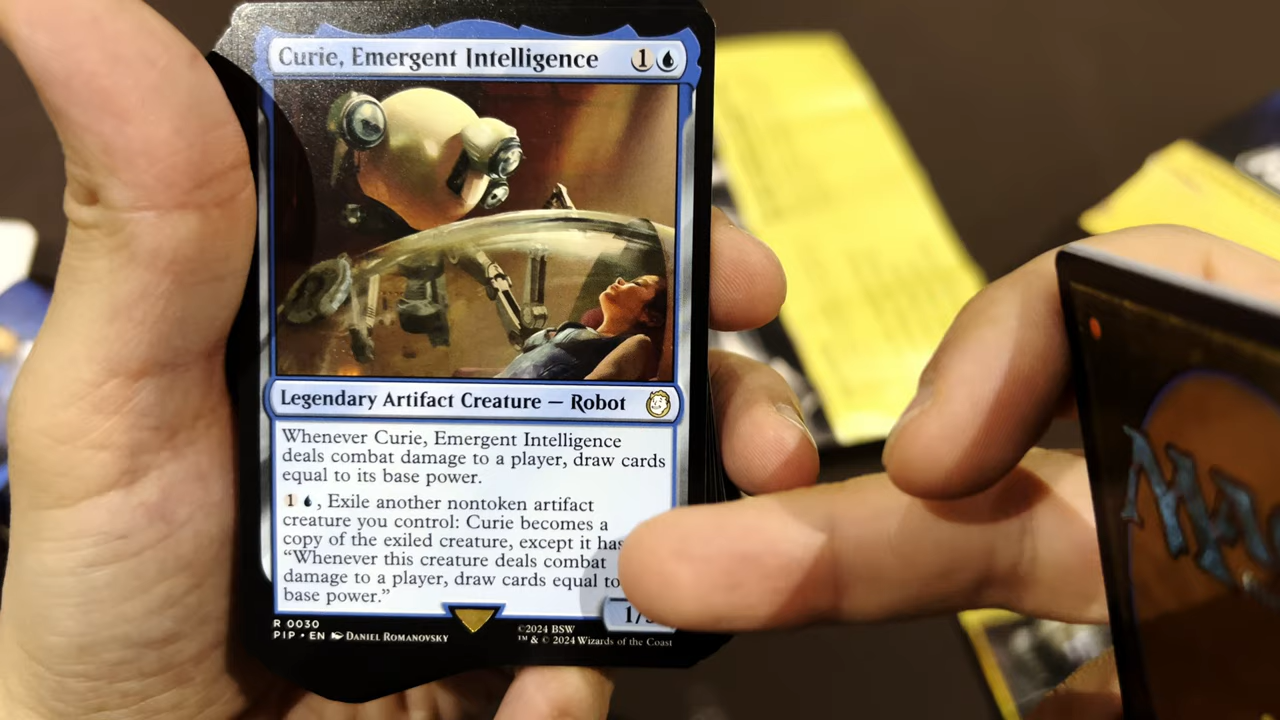 Curie, Emergent Intelligence 1
Legendary Artifact Creature — Robot
Whenever Curie, Emergent Intelligence
deals combat damage to a player, draw cards
equal to its base power.
1 , Exile another nontoken artifact
creature you control: Curie becomes a
copy of the exiled creature, except it has
“Whenever this creature deals combat
damage to a player, draw cards equal to
base power.”
1/
R 0030
PIP • EN DANIEL ROMANOVSKY
©2024 BSW
™ & © 2024 Wizards of the Coast